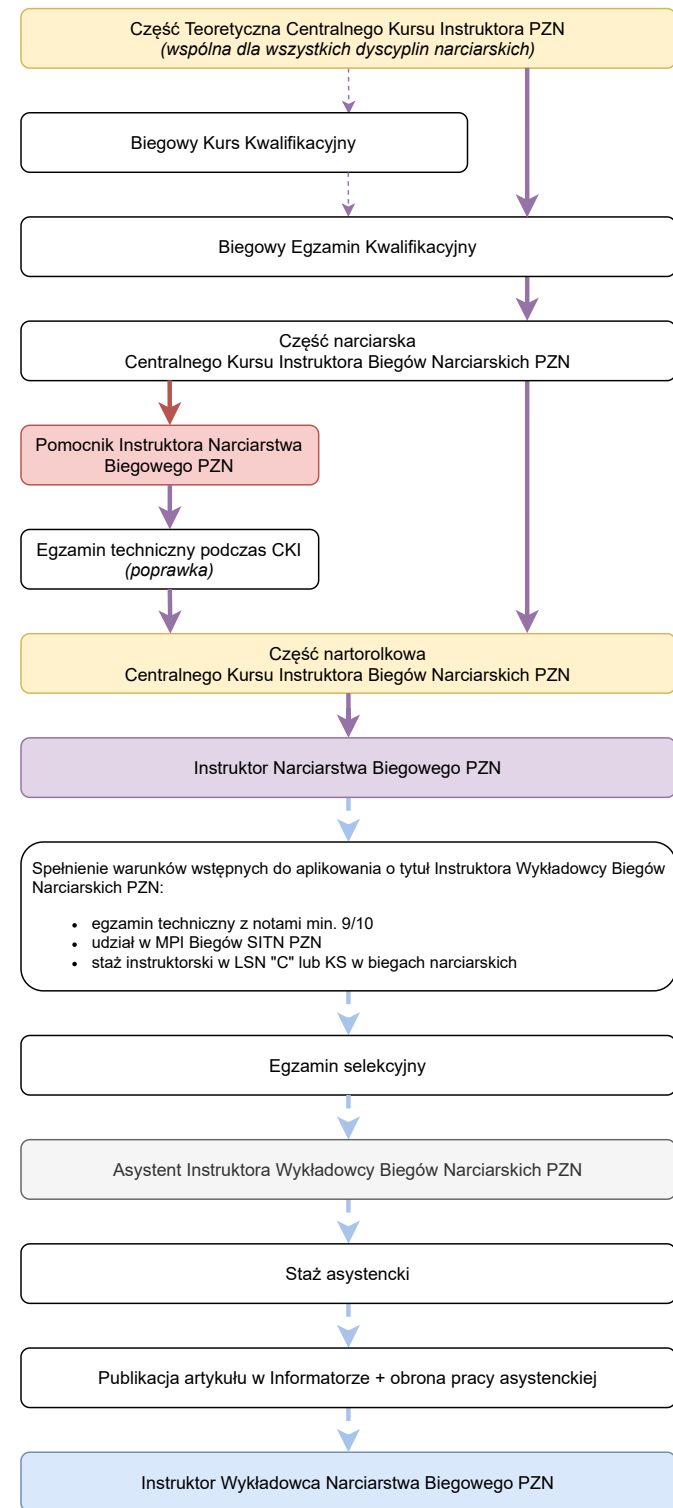 Część Teoretyczna Centralnego Kursu Instruktora PZN
(wspólna dla wszystkich dyscyplin narciarskich)
Biegowy Kurs Kwalifikacyjny
Biegowy Egzamin Kwalifikacyjny
Część narciarska
Centralnego Kursu Instruktora Biegów Narciarskich PZN
Pomocnik Instruktora Narciarstwa
Biegowego PZN
Egzamin techniczny podczas CKI
(poprawka)
Część nartorolkowa
Centralnego Kursu Instruktora Biegów Narciarskich PZN
Instruktor Narciarstwa Biegowego PZN
Spełnienie warunków wstępnych do aplikowania o tytuł Instruktora Wykładowcy Biegów
Narciarskich PZN:
• egzamin techniczny z notami min. 9/10
• udział w MPI Biegów SITN PZN
• staż instruktorski w LSN "C" lub KS w biegach narciarskich
Egzamin selekcyjny
Asystent Instruktora Wykładowcy Biegów Narciarskich PZN
Staż asystencki
Publikacja artykułu w Informatorze + obrona pracy asystenckiej
Instruktor Wykładowca Narciarstwa Biegowego PZN